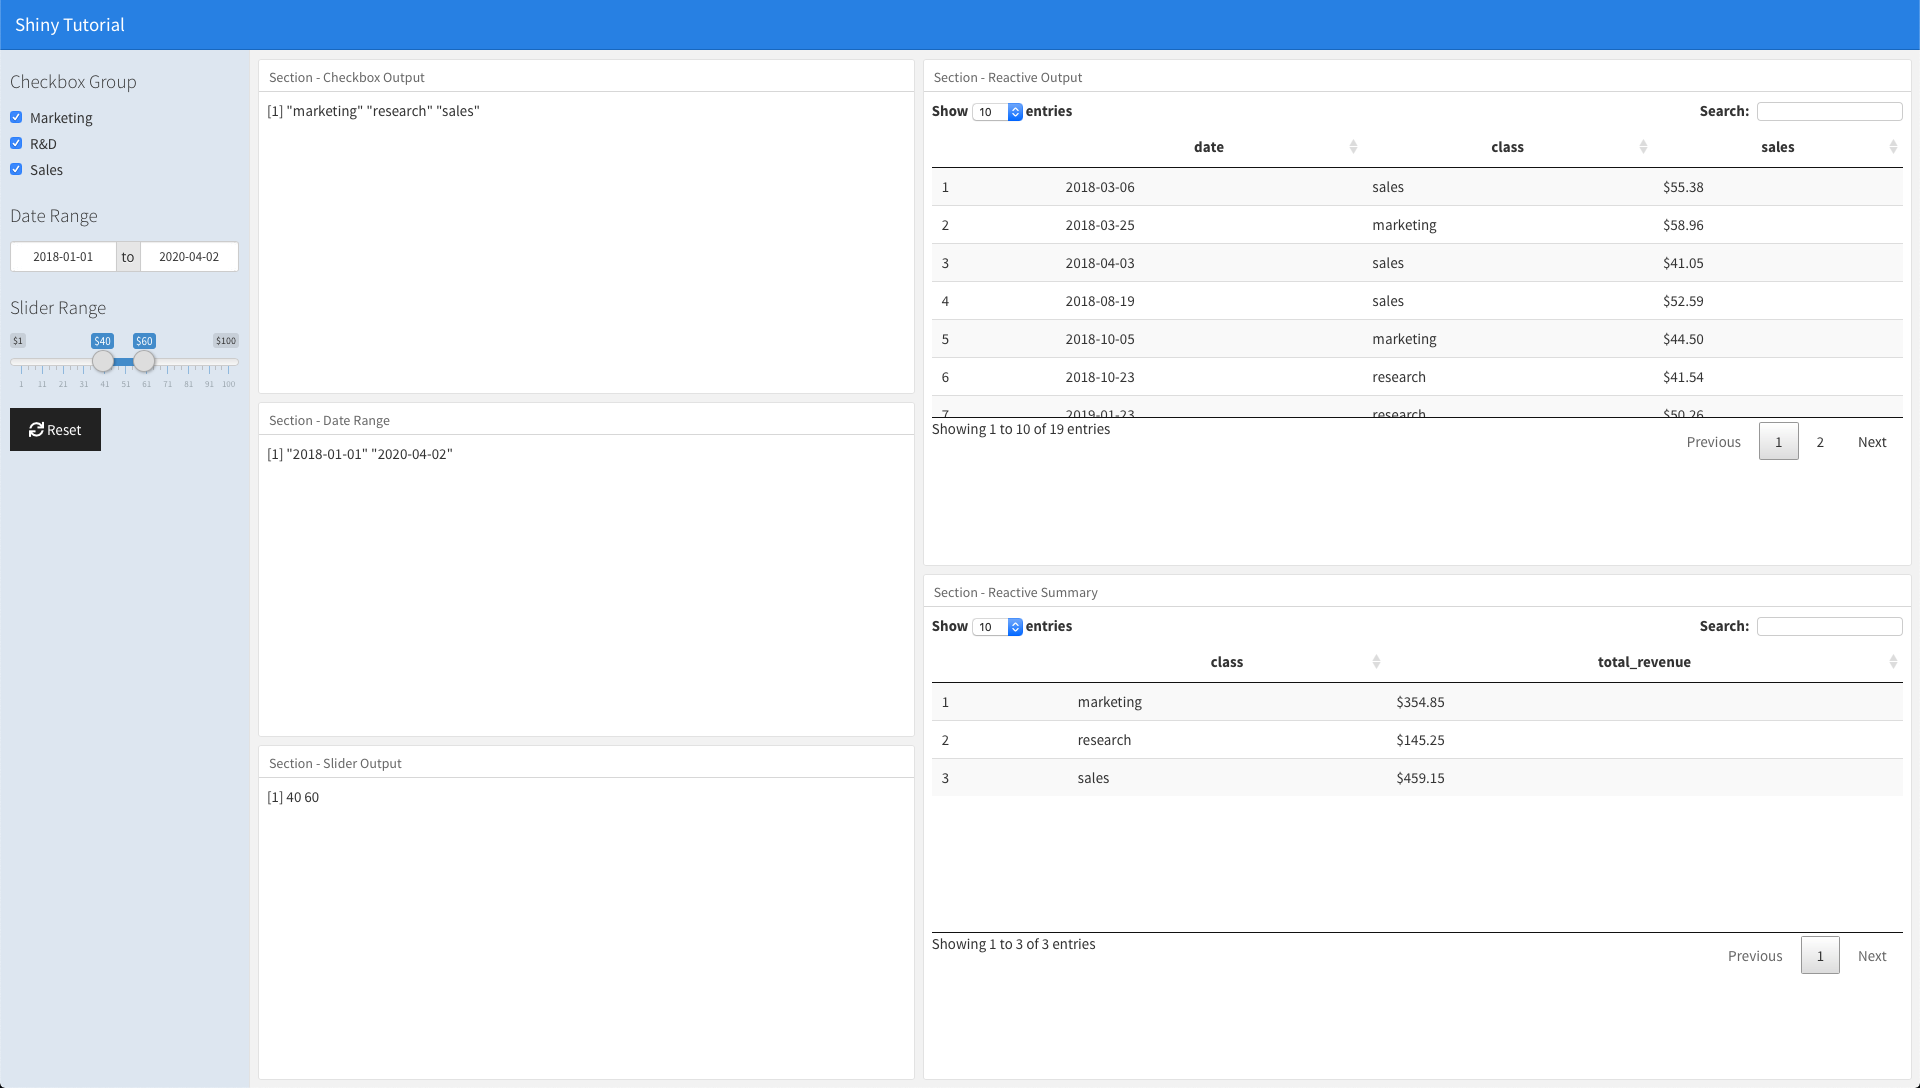 Shiny Tutorial
Checkbox Group
Marketing
R&D
Sales
Date Range
2018-01-01 to 2020-04-02
Slider Range
$1 $40 $60 $100
1 11 21 31 41 51 61 71 81 91 100
Reset
Section - Checkbox Output
[1] "marketing" "research" "sales"
Section - Date Range
[1] "2018-01-01" "2020-04-02"
Section - Slider Output
[1] 40 60
Section - Reactive Output
Show 10 entries Search:
date class sales
1 2018-03-06 sales $55.38
2 2018-03-25 marketing $58.96
3 2018-04-03 sales $41.05
4 2018-08-19 sales $52.59
5 2018-10-05 marketing $44.50
6 2018-10-23 research $41.54
7 2019-01-23 research $50.26
Showing 1 to 10 of 19 entries
Previous 1 2 Next
Section - Reactive Summary
Show 10 entries Search:
class total_revenue
1 marketing $354.85
2 research $145.25
3 sales $459.15
Showing 1 to 3 of 3 entries
Previous 1 Next